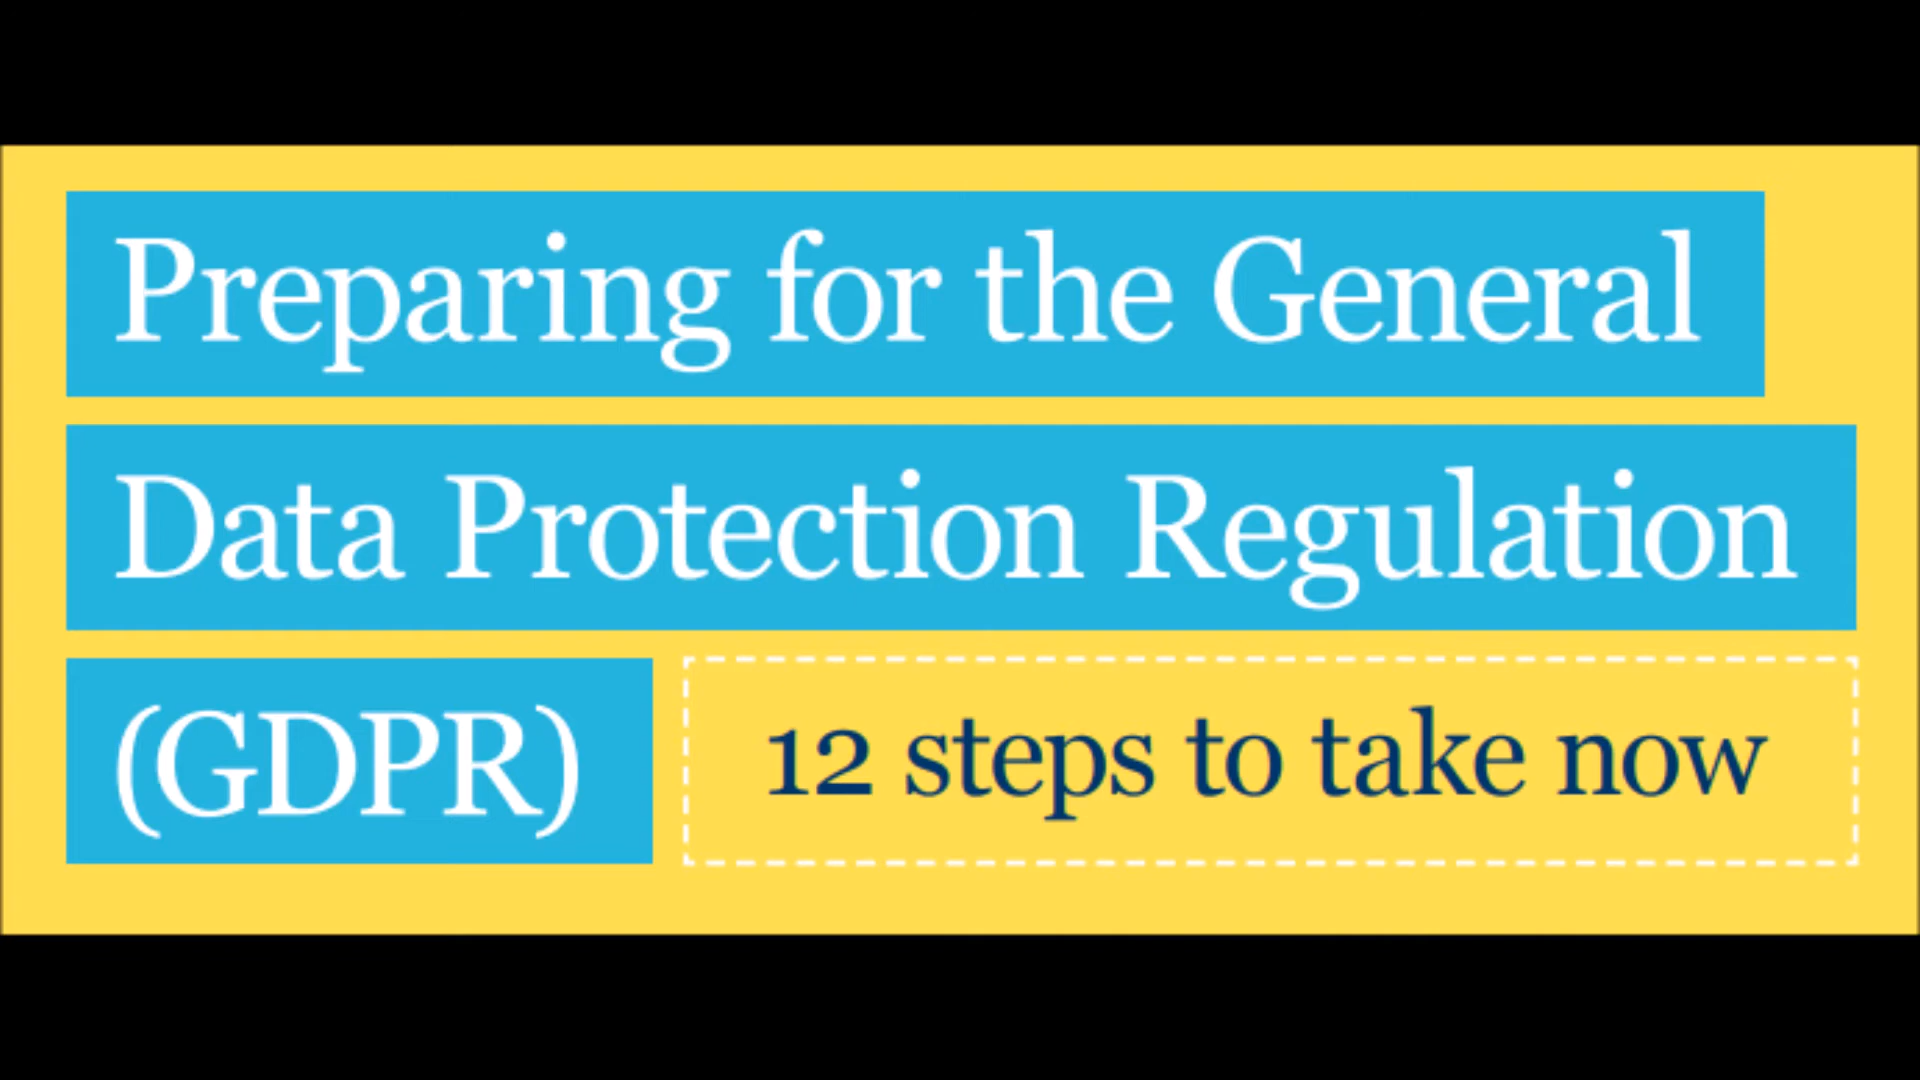 Preparing for the General
Data Protection Regulation
(GDPR) 12 steps to take now